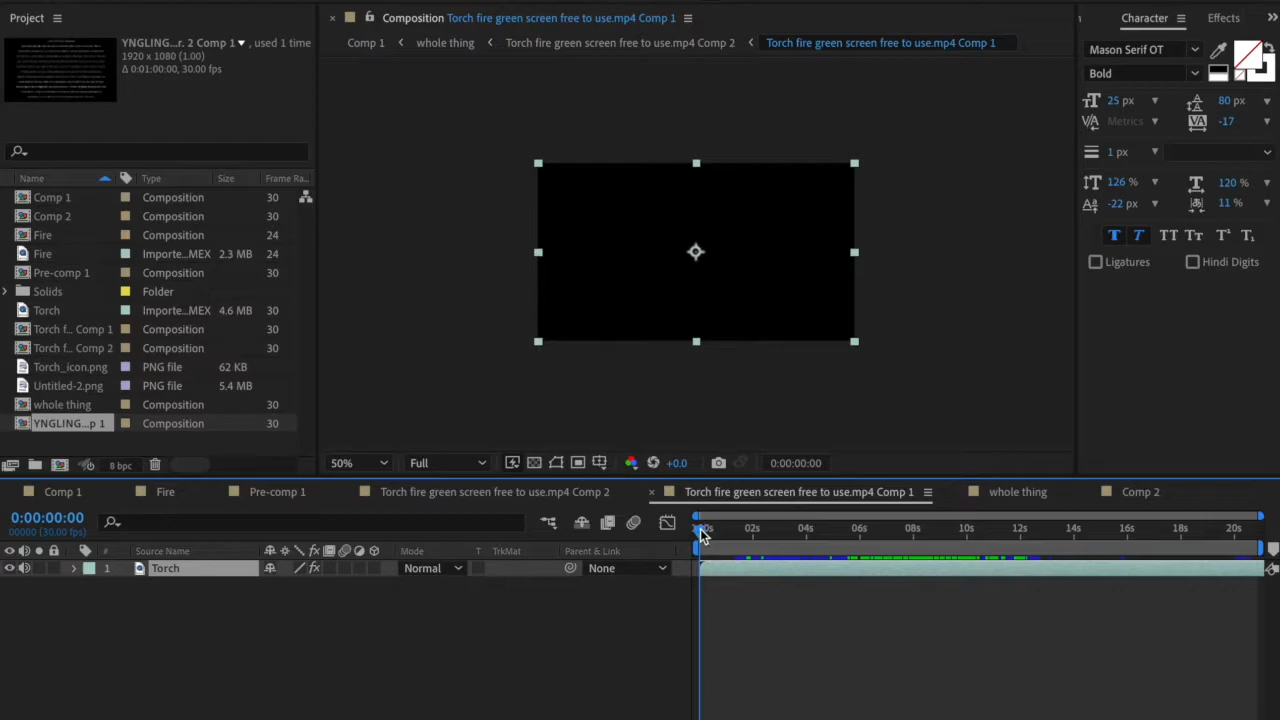 Project
YNGLING...r. 2 Comp 1, used 1 time
1920 x 1080 (1.00)
Δ 0:01:00:00, 30.00 fps
Name Type Size Frame Ra...
Comp 1 Composition 30
Comp 2 Composition 30
Fire Composition 24
Fire Importe...MEX 2.3 MB 24
Pre-comp 1 Composition 30
Solids Folder
Torch Importe...MEX 4.6 MB 30
Torch f... Comp 1 Composition 30
Torch f... Comp 2 Composition 30
Torch_icon.png PNG file 62 KB
Untitled-2.png PNG file 5.4 MB
whole thing Composition 30
YNGLING...p 1 Composition 30
8 bpc
Composition Torch fire green screen free to use.mp4 Comp 1
Comp 1 whole thing Torch fire green screen free to use.mp4 Comp 2 Torch fire green screen free to use.mp4 Comp 1
50% Full +0.0 0:00:00:00
Character Effects
Mason Serif OT
Bold
25 px 80 px
Metrics -17
1 px
126 % 120 %
-22 px 11 %
Ligatures Hindi Digits
Comp 1 Fire Pre-comp 1 Torch fire green screen free to use.mp4 Comp 2 Torch fire green screen free to use.mp4 Comp 1 whole thing Comp 2
0:00:00:00
00000 (30.00 fps)
02s 04s 06s 08s 10s 12s 14s 16s 18s 20s
# Source Name Mode T TrkMat Parent & Link
1 Torch Normal None